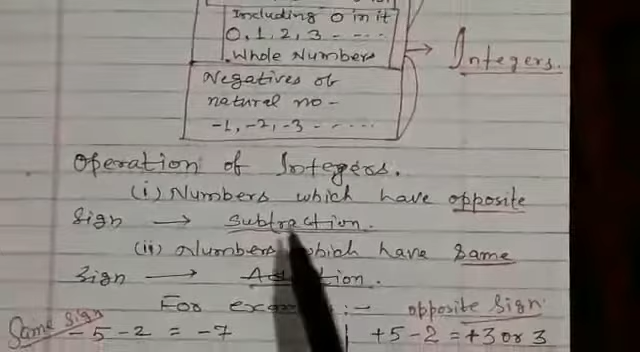 Including 0 in it
0, 1, 2, 3 - - ...
Whole Numbers
Integers.
Negatives of
natural no -
-1, -2, -3 - ......
Operation of Integers.
(i) Numbers which have opposite
Sign → Subtraction.
(ii) Numbers which have Same
Sign → Addition.
For :- opposite Sign
Same Sign
-5 - 2 = -7 | +5 - 2 = +3 or 3